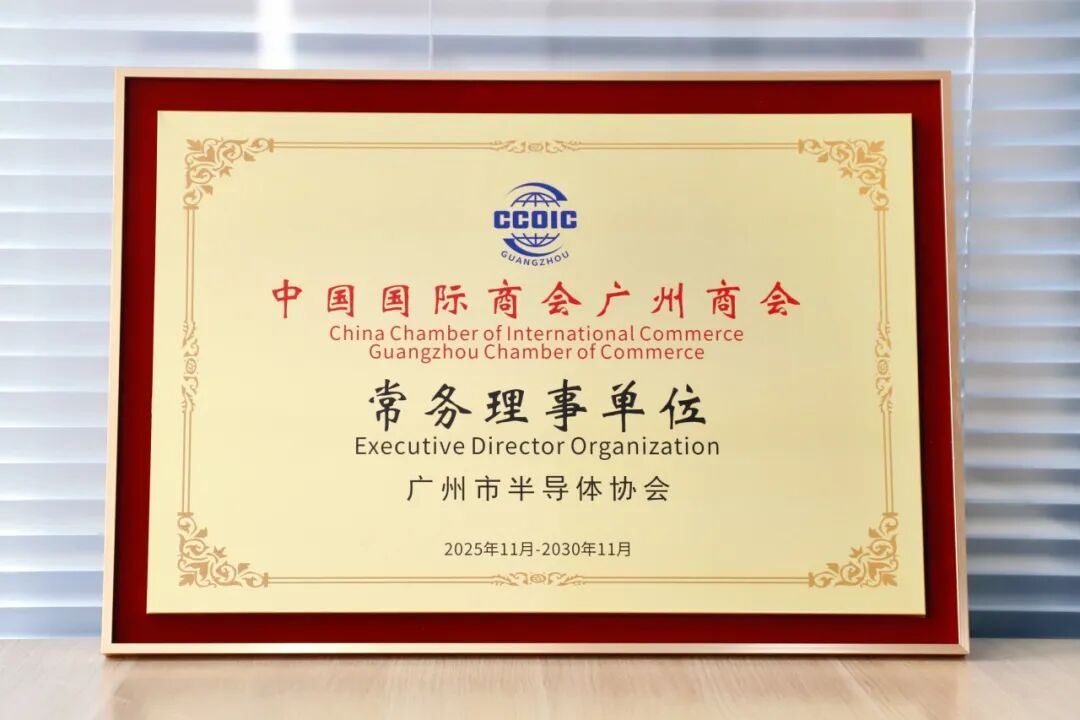 CCOIC
GUANGZHOU
中国国际商会广州商会
China Chamber of International Commerce
Guangzhou Chamber of Commerce
常务理事单位
Executive Director Organization
广州市半导体协会
2025年11月-2030年11月